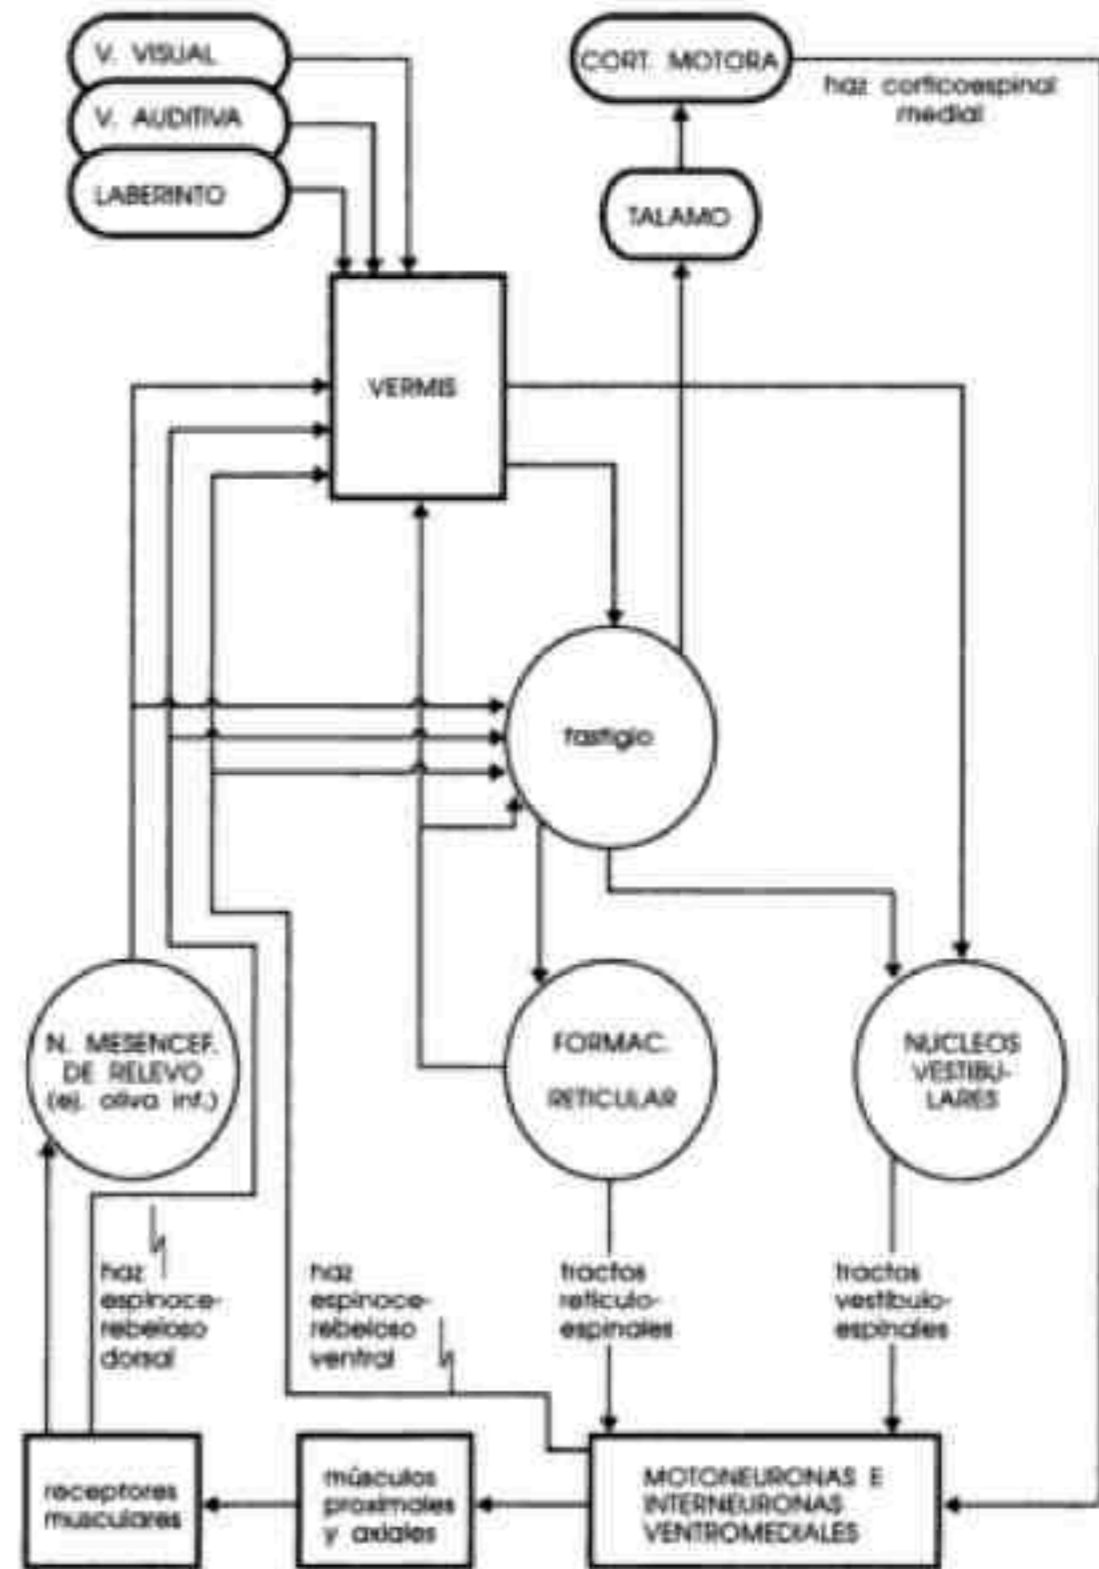 V. VISUAL
V. AUDITIVA
LABERINTO
CORT. MOTORA
haz corticoespinal
medial
TALAMO
VERMIS
fastigio
N. MESENCEF.
DE RELEVO
(ej. oliva inf.)
FORMAC.
RETICULAR
NUCLEOS
VESTIBU-
LARES
haz
espinoce-
rebeloso
dorsal
haz
espinoce-
rebeloso
ventral
tractos
reticulo-
espinales
tractos
vestibulo-
espinales
receptores
musculares
músculos
proximales
y axiales
MOTONEURONAS E
INTERNEURONAS
VENTROMEDIALES